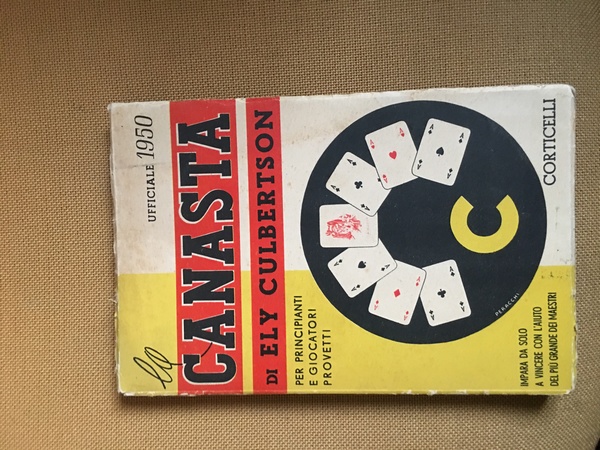 UFFICIALE 1950
la
CANASTA
DI ELY CULBERTSON
PER PRINCIPIANTI
E GIOCATORI
PROVETTI
C
PERACCHI
IMPARA DA SOLO
A VINCERE CON L'AIUTO
DEL PIÙ GRANDE DEI MAESTRI
CORTICELLI